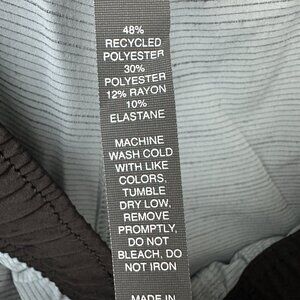 48%
RECYCLED
POLYESTER
30%
POLYESTER
12% RAYON
10%
ELASTANE
MACHINE
WASH COLD
WITH LIKE
COLORS,
TUMBLE
DRY LOW,
REMOVE
PROMPTLY,
DO NOT
BLEACH, DO
NOT IRON
MADE IN